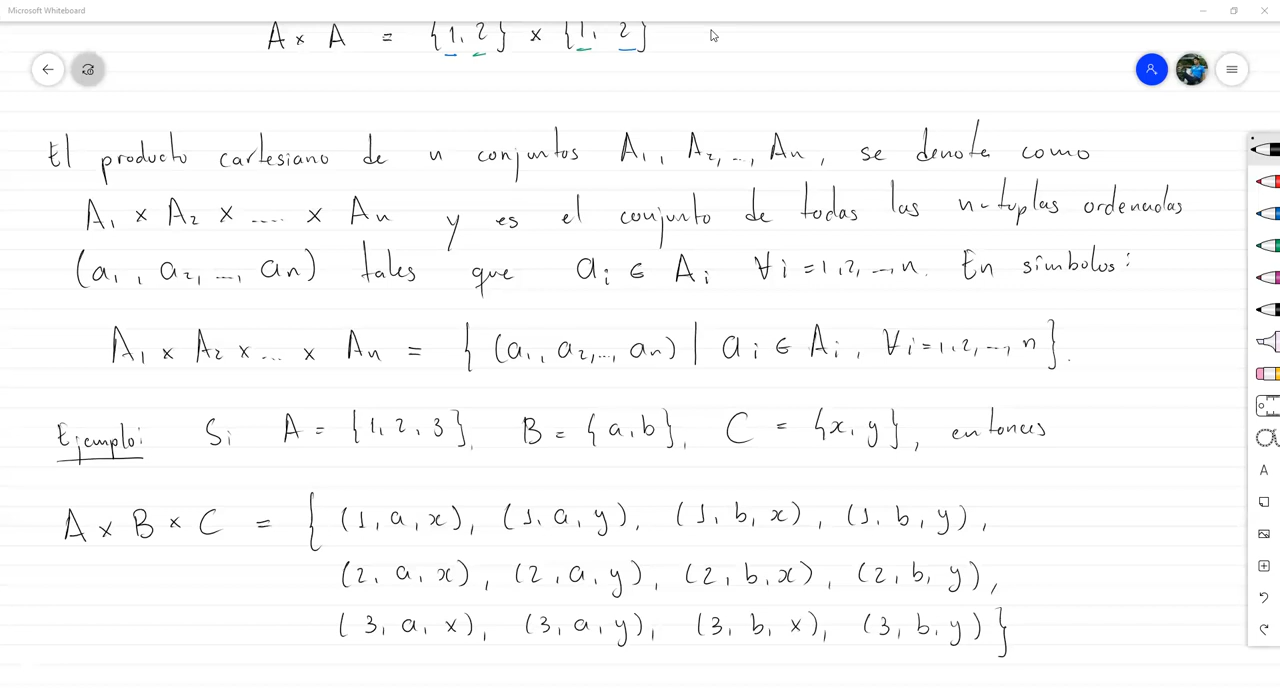 Microsoft Whiteboard
A × A = {1, 2} × {1, 2}
El producto cartesiano de n conjuntos A₁, A₂, ..., An, se denota como
A₁ × A₂ × .... × An y es el conjunto de todas las n-tuplas ordenadas
(a₁, a₂, ..., an) tales que ai ∈ Ai ∀i = 1, 2, ..., n. En símbolos:
A₁ × A₂ × ... × An = {(a₁, a₂, ..., an) | ai ∈ Ai, ∀i = 1, 2, ..., n}.
Ejemplo: Si A = {1, 2, 3}, B = {a, b}, C = {x, y}, entonces
A × B × C = { (1, a, x), (1, a, y), (1, b, x), (1, b, y),
(2, a, x), (2, a, y), (2, b, x), (2, b, y),
(3, a, x), (3, a, y), (3, b, x), (3, b, y) }
A